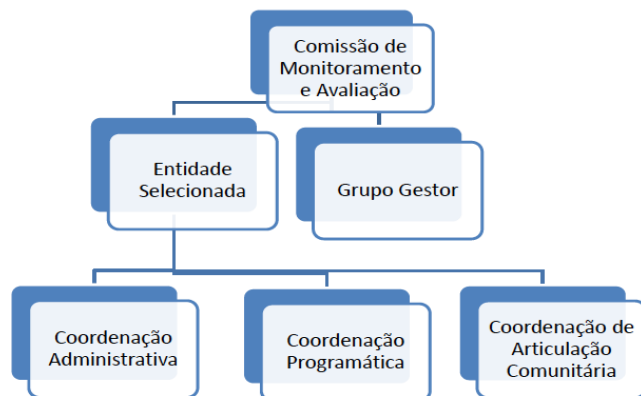 Comissão de
Monitoramento
e Avaliação
Entidade
Selecionada
Grupo Gestor
Coordenação
Administrativa
Coordenação
Programática
Coordenação de
Articulação
Comunitária